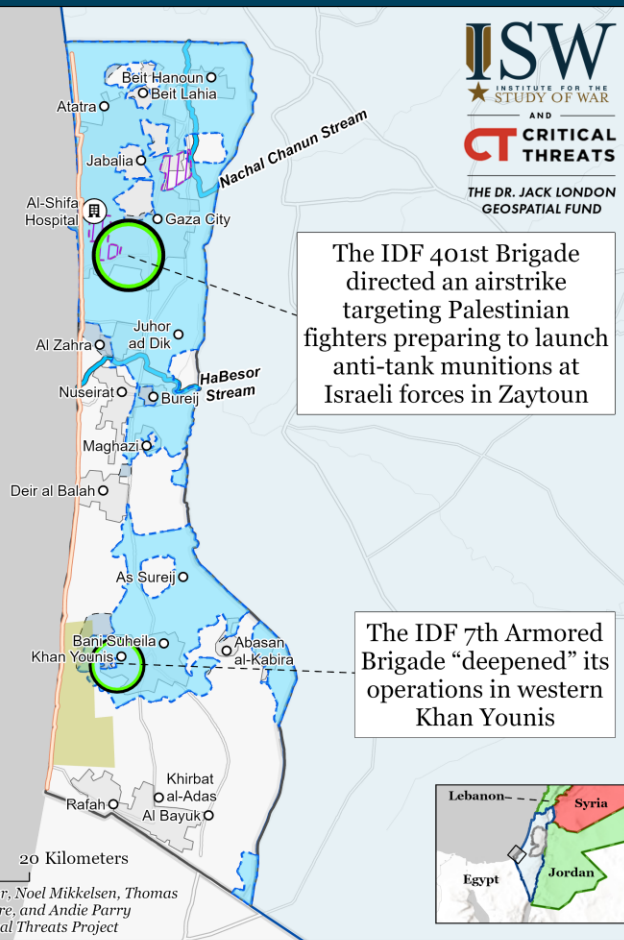 ISW
INSTITUTE FOR THE
STUDY OF WAR
AND
CT CRITICAL
THREATS
THE DR. JACK LONDON
GEOSPATIAL FUND
Beit Hanoun
Beit Lahia
Atatra
Nachal Chanun Stream
Jabalia
Al-Shifa
Hospital
Gaza City
The IDF 401st Brigade
directed an airstrike
targeting Palestinian
fighters preparing to launch
anti-tank munitions at
Israeli forces in Zaytoun
Juhor
ad Dik
Al Zahra
HaBesor
Stream
Nuseirat
Bureij
Maghazi
Deir al Balah
As Sureij
Bani Suheila
Khan Younis
Abasan
al-Kabira
The IDF 7th Armored
Brigade “deepened” its
operations in western
Khan Younis
Khirbat
al-Adas
Rafah
Al Bayuk
Lebanon
Syria
Egypt
Jordan
20 Kilometers
r, Noel Mikkelsen, Thomas
re, and Andie Parry
al Threats Project